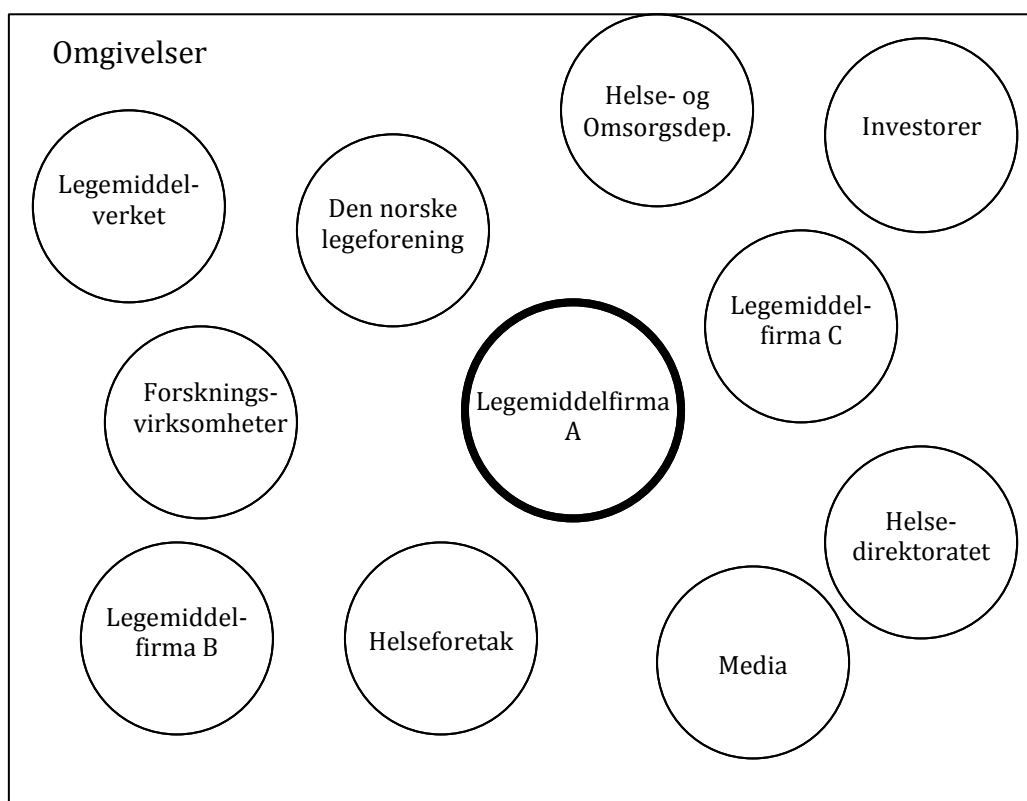 Omgivelser
Helse- og
Omsorgsdep.
Investorer
Legemiddel-
verket
Den norske
legeforening
Legemiddel-
firma C
Forsknings-
virksomheter
Legemiddelfirma
A
Helse-
direktoratet
Legemiddel-
firma B
Helseforetak
Media